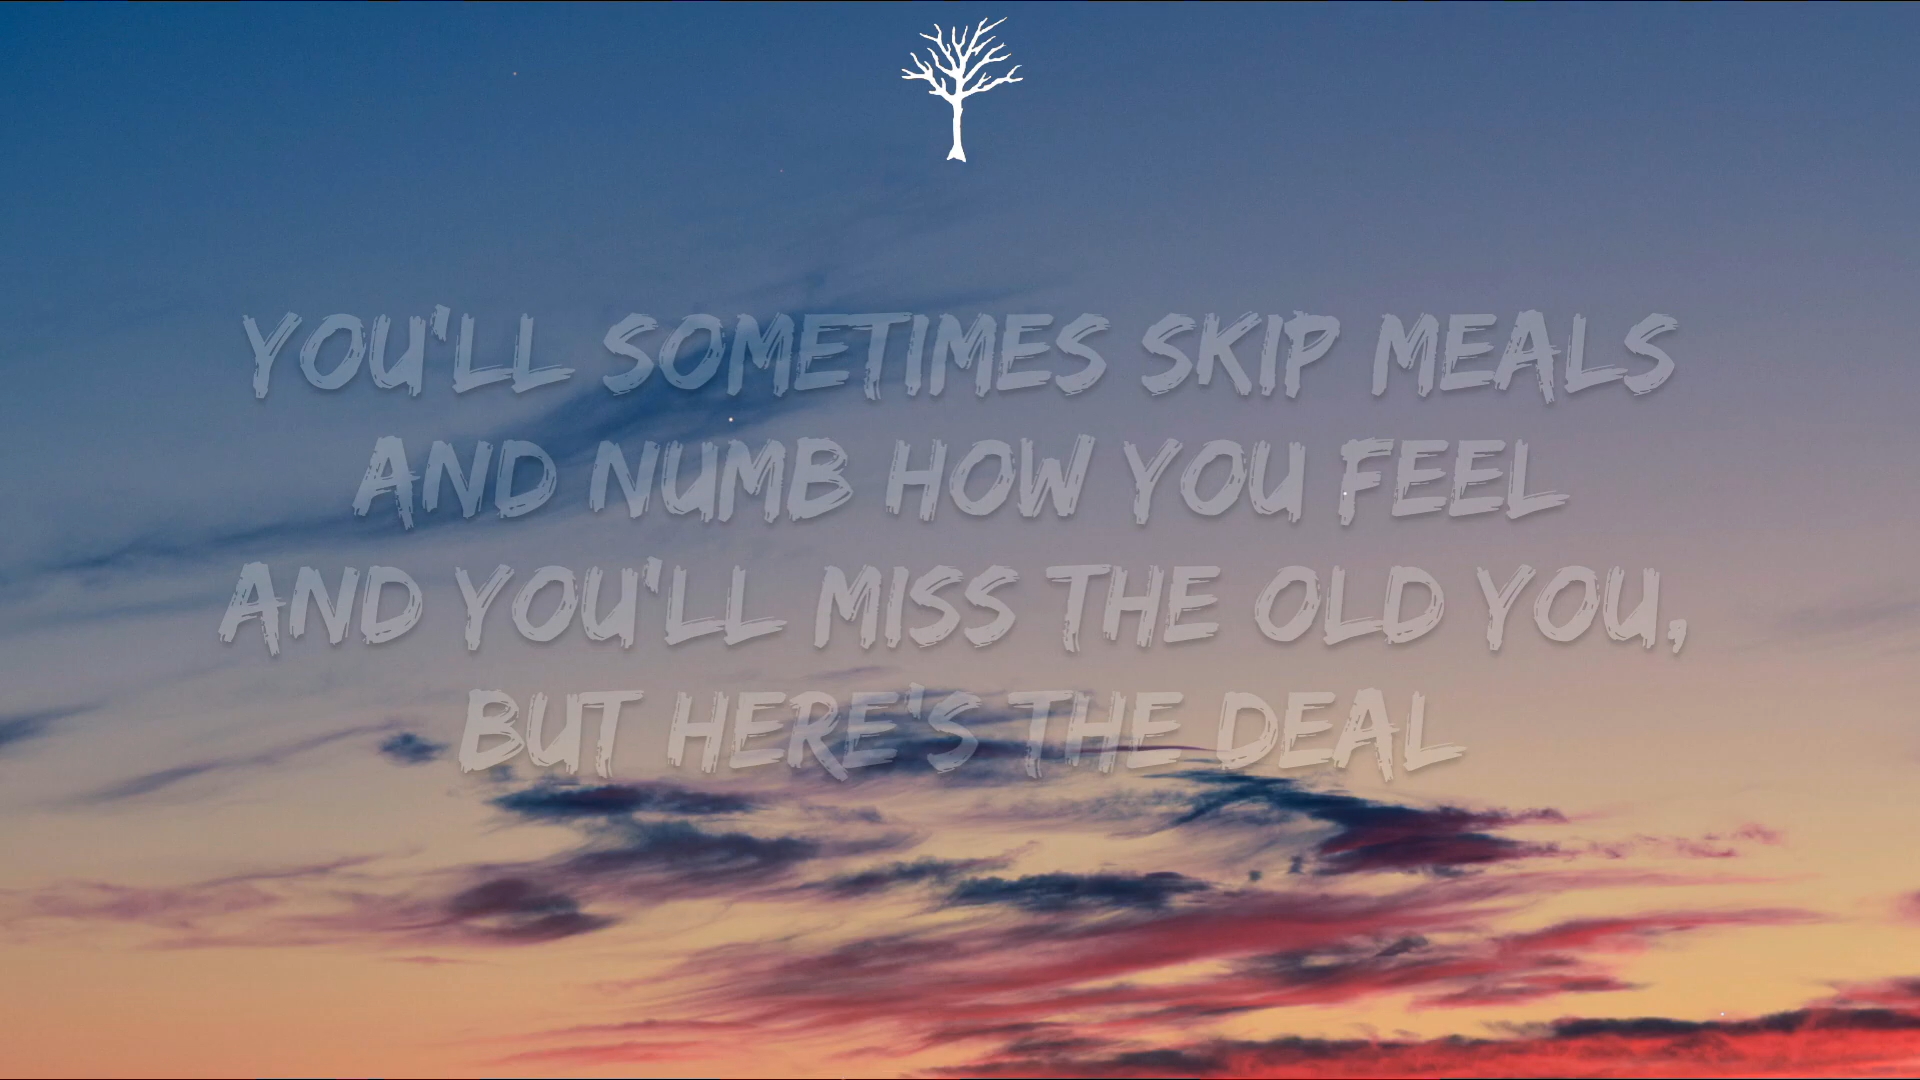 YOU'LL SOMETIMES SKIP MEALS
AND NUMB HOW YOU FEEL
AND YOU'LL MISS THE OLD YOU,
BUT HERE'S THE DEAL